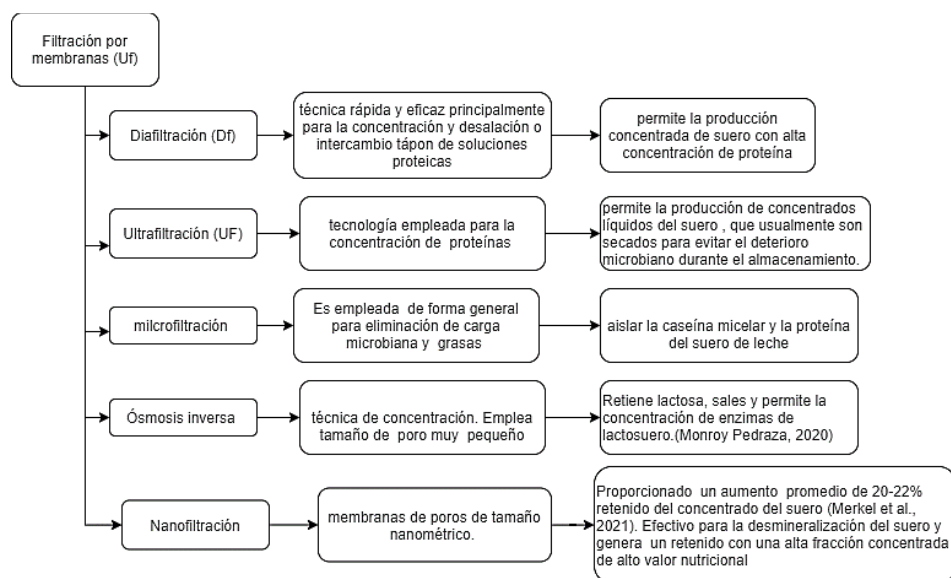 Filtración por
membranas (Uf)
Diafiltración (Df)
técnica rápida y eficaz principalmente
para la concentración y desalación o
intercambio tápon de soluciones
proteicas
permite la producción
concentrada de suero con alta
concentración de proteína
Ultrafiltración (UF)
tecnología empleada para la
concentración de proteínas
permite la producción de concentrados
líquidos del suero , que usualmente son
secados para evitar el deterioro
microbiano durante el almacenamiento.
milcrofiltración
Es empleada de forma general
para eliminación de carga
microbiana y grasas
aislar la caseína micelar y la proteína
del suero de leche
Ósmosis inversa
técnica de concentración. Emplea
tamaño de poro muy pequeño
Retiene lactosa, sales y permite la
concentración de enzimas de
lactosuero.(Monroy Pedraza, 2020)
Nanofiltración
membranas de poros de tamaño
nanométrico.
Proporcionado un aumento promedio de 20-22%
retenido del concentrado del suero (Merkel et al.,
2021). Efectivo para la desmineralización del suero y
genera un retenido con una alta fracción concentrada
de alto valor nutricional